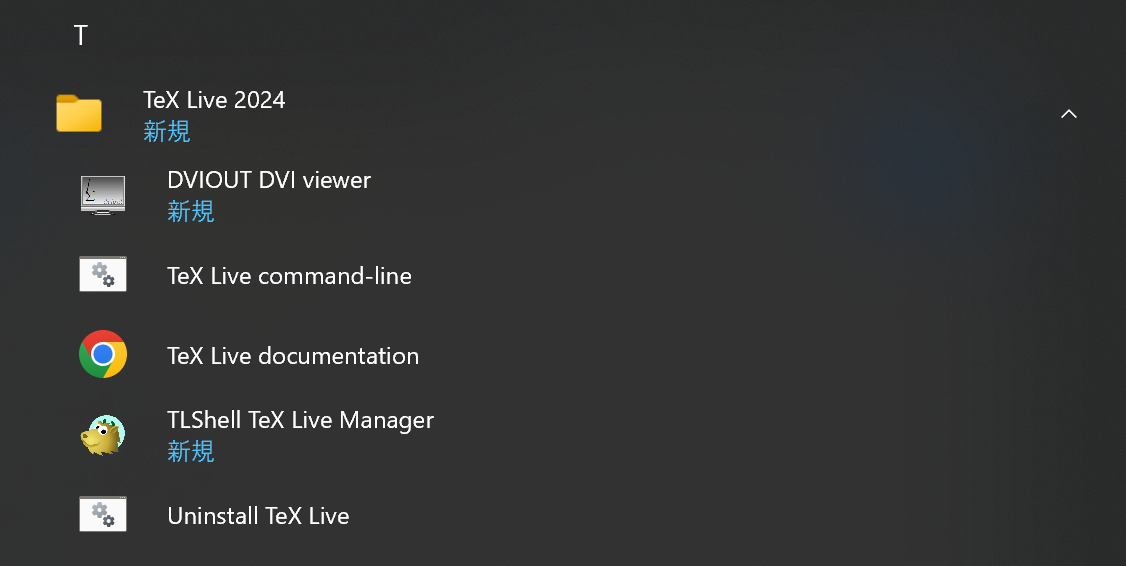 T
TeX Live 2024
新規
DVIOUT DVI viewer
新規
TeX Live command-line
TeX Live documentation
TLShell TeX Live Manager
新規
Uninstall TeX Live